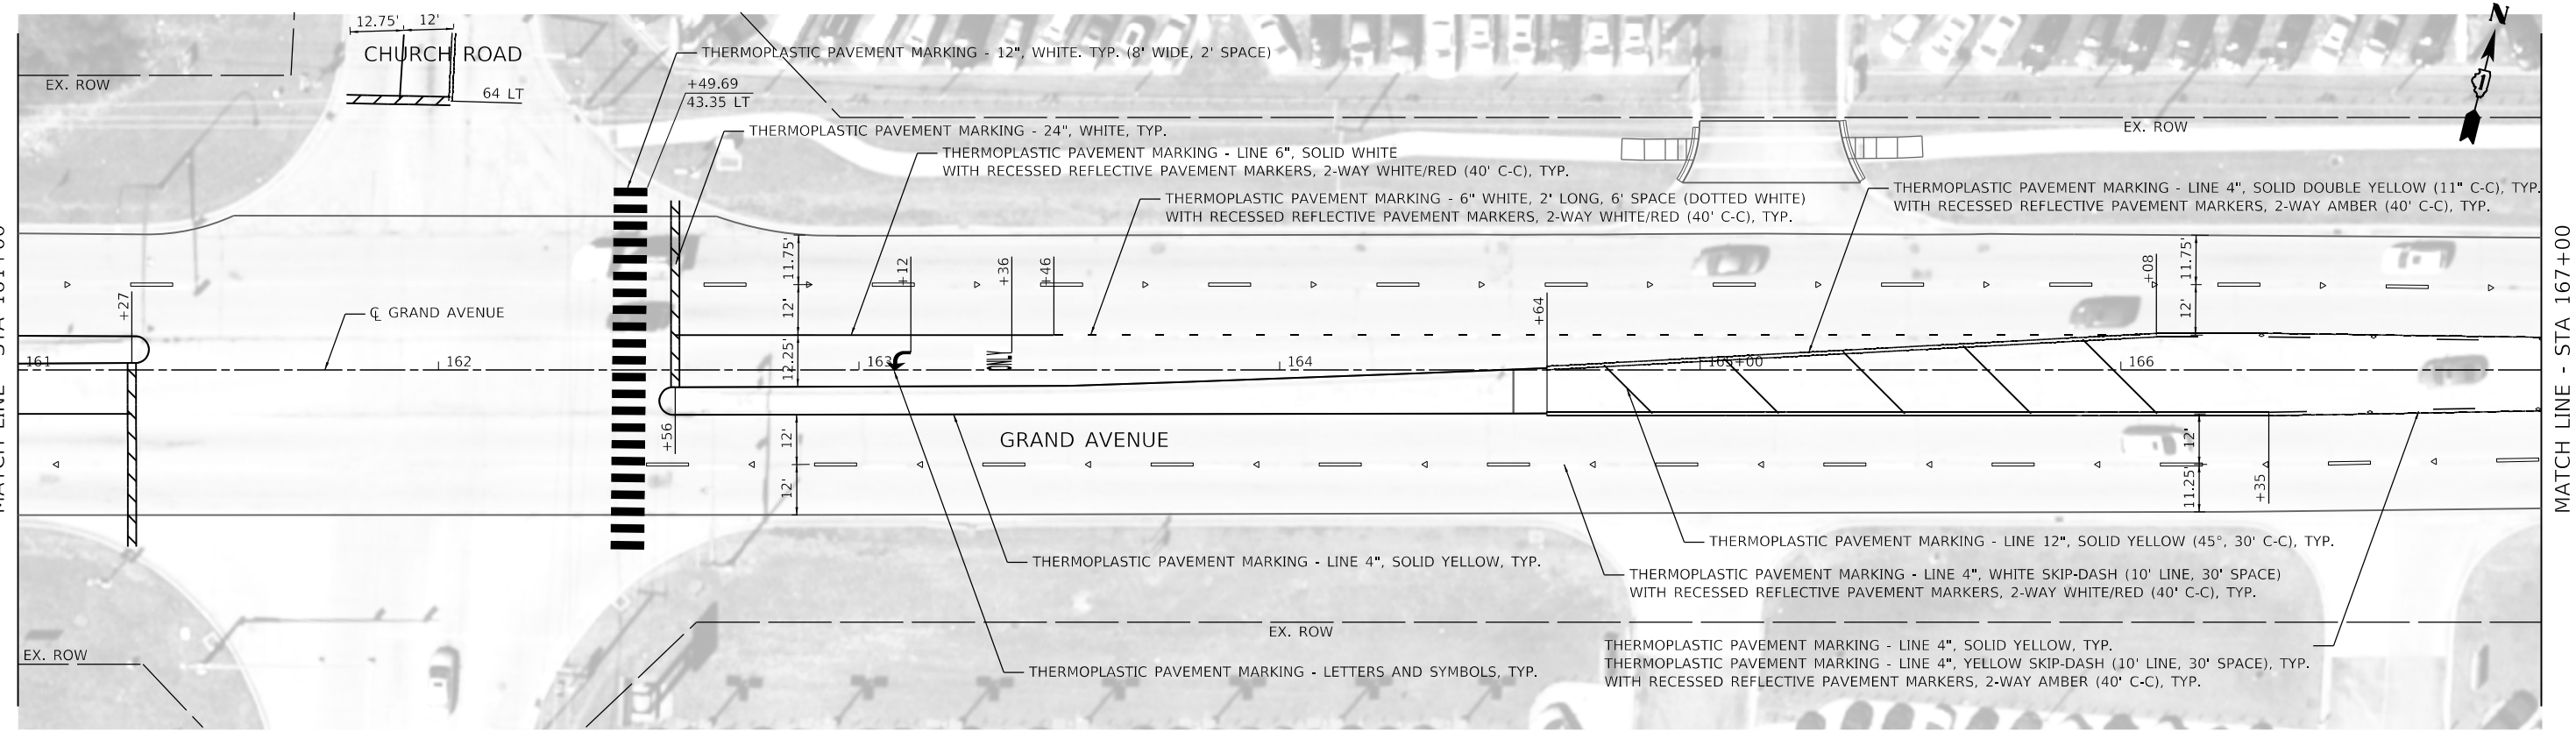 12.75' 12'
CHURCH ROAD
64 LT
EX. ROW
N
1
THERMOPLASTIC PAVEMENT MARKING - 12", WHITE. TYP. (8' WIDE, 2' SPACE)
+49.69
43.35 LT
THERMOPLASTIC PAVEMENT MARKING - 24", WHITE, TYP.
THERMOPLASTIC PAVEMENT MARKING - LINE 6", SOLID WHITE
WITH RECESSED REFLECTIVE PAVEMENT MARKERS, 2-WAY WHITE/RED (40' C-C), TYP.
THERMOPLASTIC PAVEMENT MARKING - 6" WHITE, 2' LONG, 6' SPACE (DOTTED WHITE)
WITH RECESSED REFLECTIVE PAVEMENT MARKERS, 2-WAY WHITE/RED (40' C-C), TYP.
EX. ROW
THERMOPLASTIC PAVEMENT MARKING - LINE 4", SOLID DOUBLE YELLOW (11" C-C), TYP.
WITH RECESSED REFLECTIVE PAVEMENT MARKERS, 2-WAY AMBER (40' C-C), TYP.
MATCH LINE - STA 161+00
+27
℄ GRAND AVENUE
11.75'
12'
12.25'
+12
+36
+46
+64
+08
11.75'
12'
161
162
163
ONLY
164
165+00
166
+56
12'
12'
GRAND AVENUE
12'
11.25'
+35
MATCH LINE - STA 167+00
THERMOPLASTIC PAVEMENT MARKING - LINE 4", SOLID YELLOW, TYP.
THERMOPLASTIC PAVEMENT MARKING - LINE 12", SOLID YELLOW (45°, 30' C-C), TYP.
THERMOPLASTIC PAVEMENT MARKING - LINE 4", WHITE SKIP-DASH (10' LINE, 30' SPACE)
WITH RECESSED REFLECTIVE PAVEMENT MARKERS, 2-WAY WHITE/RED (40' C-C), TYP.
EX. ROW
EX. ROW
THERMOPLASTIC PAVEMENT MARKING - LETTERS AND SYMBOLS, TYP.
THERMOPLASTIC PAVEMENT MARKING - LINE 4", SOLID YELLOW, TYP.
THERMOPLASTIC PAVEMENT MARKING - LINE 4", YELLOW SKIP-DASH (10' LINE, 30' SPACE), TYP.
WITH RECESSED REFLECTIVE PAVEMENT MARKERS, 2-WAY AMBER (40' C-C), TYP.